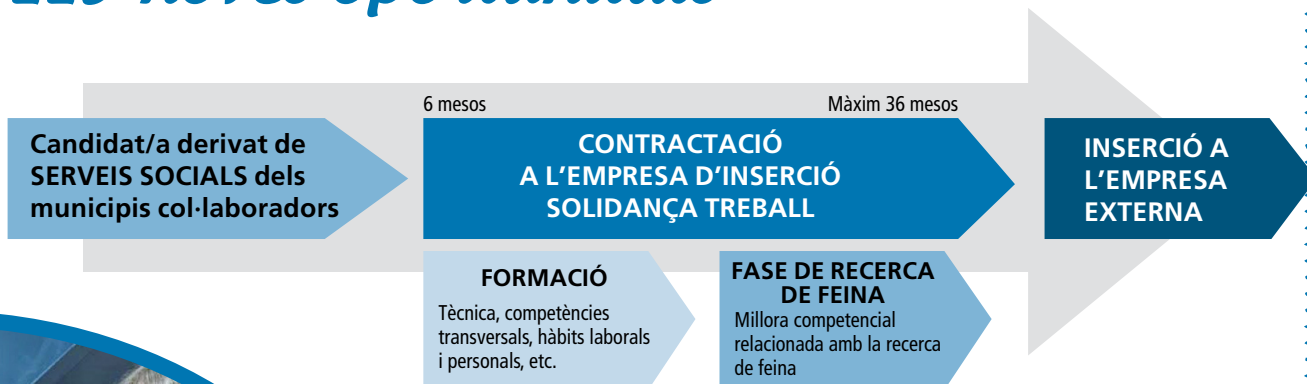 6 mesos
Màxim 36 mesos
Candidat/a derivat de
SERVEIS SOCIALS dels
municipis col·laboradors
CONTRACTACIÓ
A L'EMPRESA D'INSERCIÓ
SOLIDANÇA TREBALL
INSERCIÓ A
L'EMPRESA
EXTERNA
FORMACIÓ
Tècnica, competències
transversals, hàbits laborals
i personals, etc.
FASE DE RECERCA
DE FEINA
Millora competencial
relacionada amb la recerca
de feina